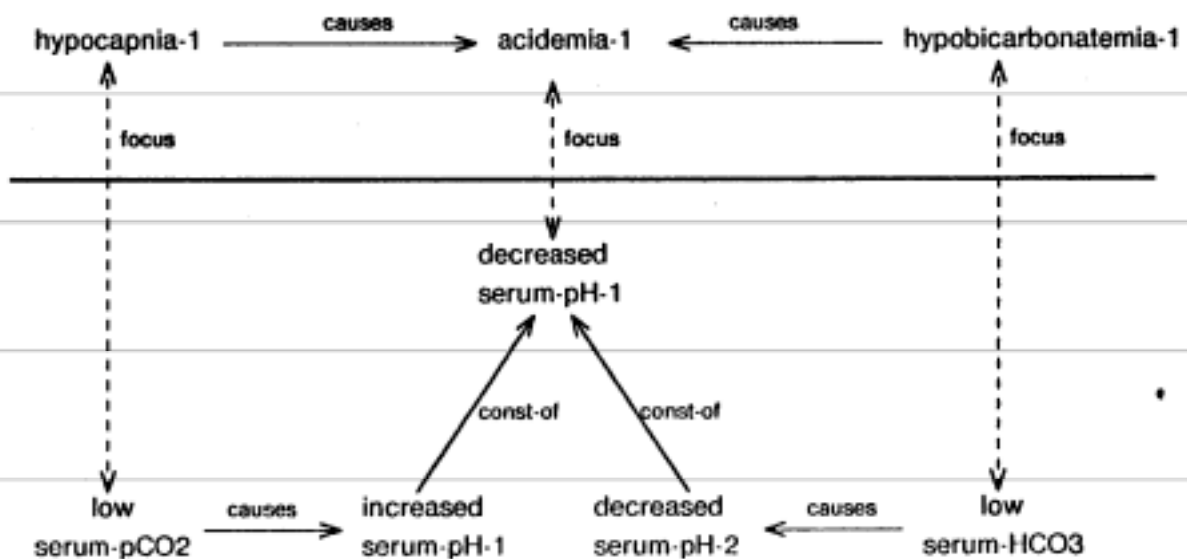 causes causes
hypocapnia-1 acidemia-1 hypobicarbonatemia-1
focus focus focus
decreased
serum-pH-1
const-of const-of
low increased decreased low
causes causes
serum-pCO2 serum-pH-1 serum-pH-2 serum-HCO3